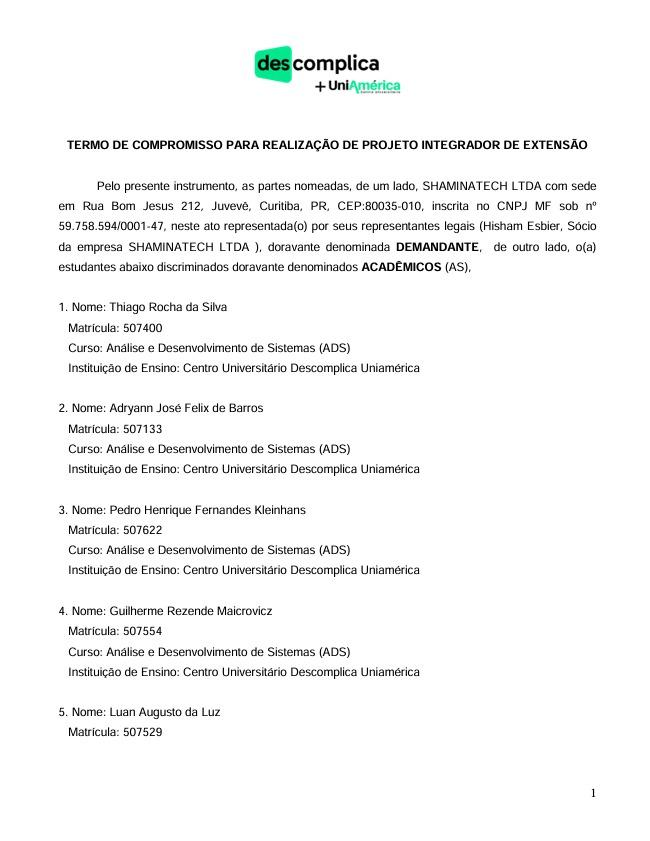 descomplica
+ UniAmérica
TERMO DE COMPROMISSO PARA REALIZAÇÃO DE PROJETO INTEGRADOR DE EXTENSÃO
Pelo presente instrumento, as partes nomeadas, de um lado, SHAMINATECH LTDA com sede
em Rua Bom Jesus 212, Juvevê, Curitiba, PR, CEP:80035-010, inscrita no CNPJ MF sob nº
59.758.594/0001-47, neste ato representada(o) por seus representantes legais (Hisham Esbier, Sócio
da empresa SHAMINATECH LTDA ), doravante denominada DEMANDANTE, de outro lado, o(a)
estudantes abaixo discriminados doravante denominados ACADÊMICOS (AS),
1. Nome: Thiago Rocha da Silva
Matrícula: 507400
Curso: Análise e Desenvolvimento de Sistemas (ADS)
Instituição de Ensino: Centro Universitário Descomplica Uniamérica
2. Nome: Adryann José Felix de Barros
Matrícula: 507133
Curso: Análise e Desenvolvimento de Sistemas (ADS)
Instituição de Ensino: Centro Universitário Descomplica Uniamérica
3. Nome: Pedro Henrique Fernandes Kleinhans
Matrícula: 507622
Curso: Análise e Desenvolvimento de Sistemas (ADS)
Instituição de Ensino: Centro Universitário Descomplica Uniamérica
4. Nome: Guilherme Rezende Maicrovicz
Matrícula: 507554
Curso: Análise e Desenvolvimento de Sistemas (ADS)
Instituição de Ensino: Centro Universitário Descomplica Uniamérica
5. Nome: Luan Augusto da Luz
Matrícula: 507529
1